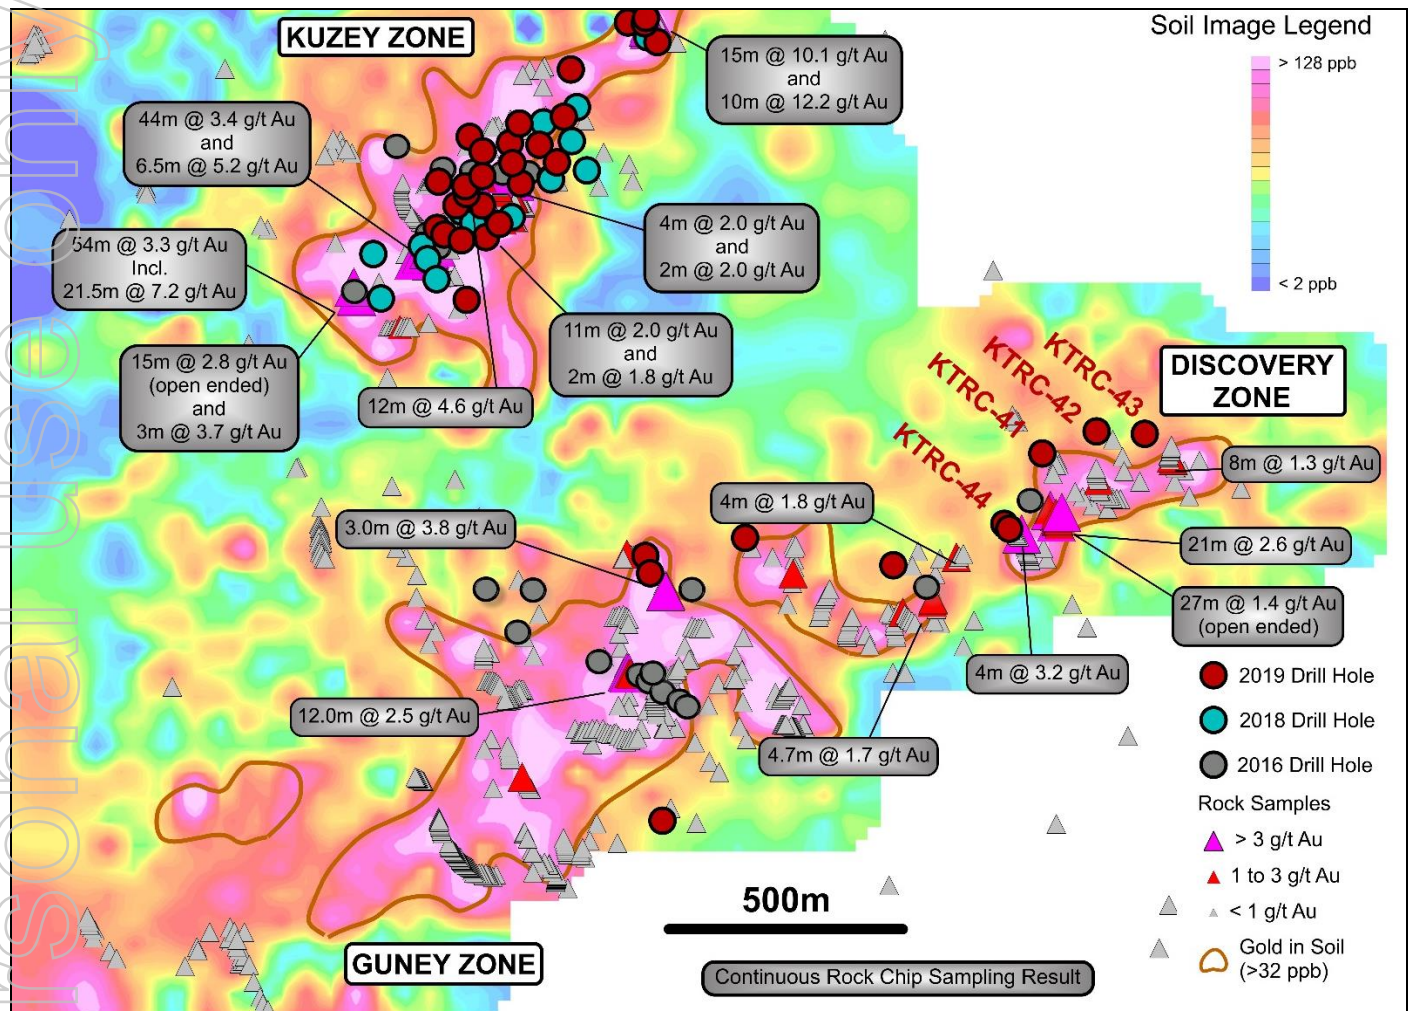 Soil Image Legend
> 128 ppb
< 2 ppb
KUZEY ZONE
15m @ 10.1 g/t Au
and
10m @ 12.2 g/t Au
44m @ 3.4 g/t Au
and
6.5m @ 5.2 g/t Au
4m @ 2.0 g/t Au
and
2m @ 2.0 g/t Au
54m @ 3.3 g/t Au
Incl.
21.5m @ 7.2 g/t Au
11m @ 2.0 g/t Au
and
2m @ 1.8 g/t Au
15m @ 2.8 g/t Au
(open ended)
and
3m @ 3.7 g/t Au
12m @ 4.6 g/t Au
KTRC-43
KTRC-42
KTRC-41
KTRC-44
DISCOVERY
ZONE
8m @ 1.3 g/t Au
4m @ 1.8 g/t Au
3.0m @ 3.8 g/t Au
21m @ 2.6 g/t Au
27m @ 1.4 g/t Au
(open ended)
4m @ 3.2 g/t Au
12.0m @ 2.5 g/t Au
4.7m @ 1.7 g/t Au
2019 Drill Hole
2018 Drill Hole
2016 Drill Hole
Rock Samples
> 3 g/t Au
1 to 3 g/t Au
< 1 g/t Au
Gold in Soil
(>32 ppb)
500m
GUNEY ZONE
Continuous Rock Chip Sampling Result
rsonal use only